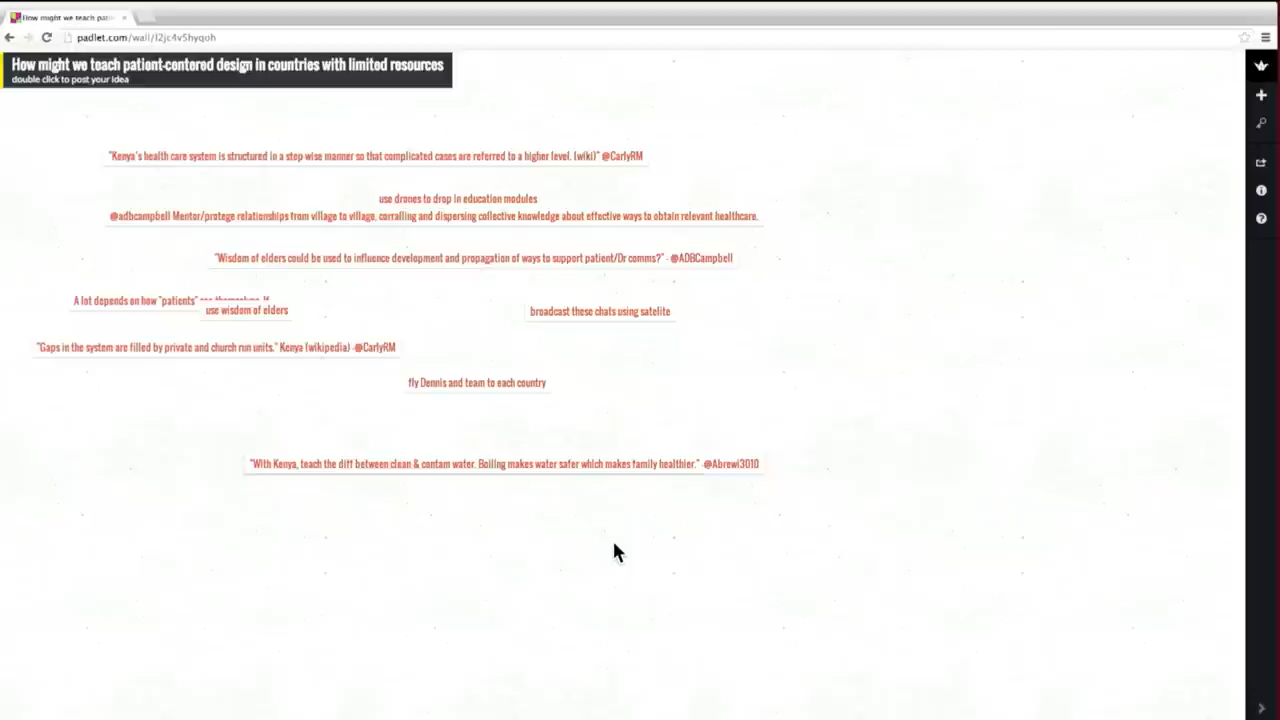 How might we teach patie
padlet.com/wall/l2jc4v5hyqoh
How might we teach patient-centered design in countries with limited resources
double click to post your idea
"Kenya's health care system is structured in a step wise manner so that complicated cases are referred to a higher level. (wiki)" @CarlyRM
use drones to drop in education modules
@adbcampbell Mentor/protege relationships from village to village, corralling and dispersing collective knowledge about effective ways to obtain relevant healthcare.
"Wisdom of elders could be used to influence development and propagation of ways to support patient/Dr comms?" - @ADBCampbell
A lot depends on how "patients" see themselves. If
use wisdom of elders
broadcast these chats using satelite
"Gaps in the system are filled by private and church run units." Kenya (wikipedia) -@CarlyRM
fly Dennis and team to each country
"With Kenya, teach the diff between clean & contam water. Boiling makes water safer which makes family healthier." -@Abrewi3010